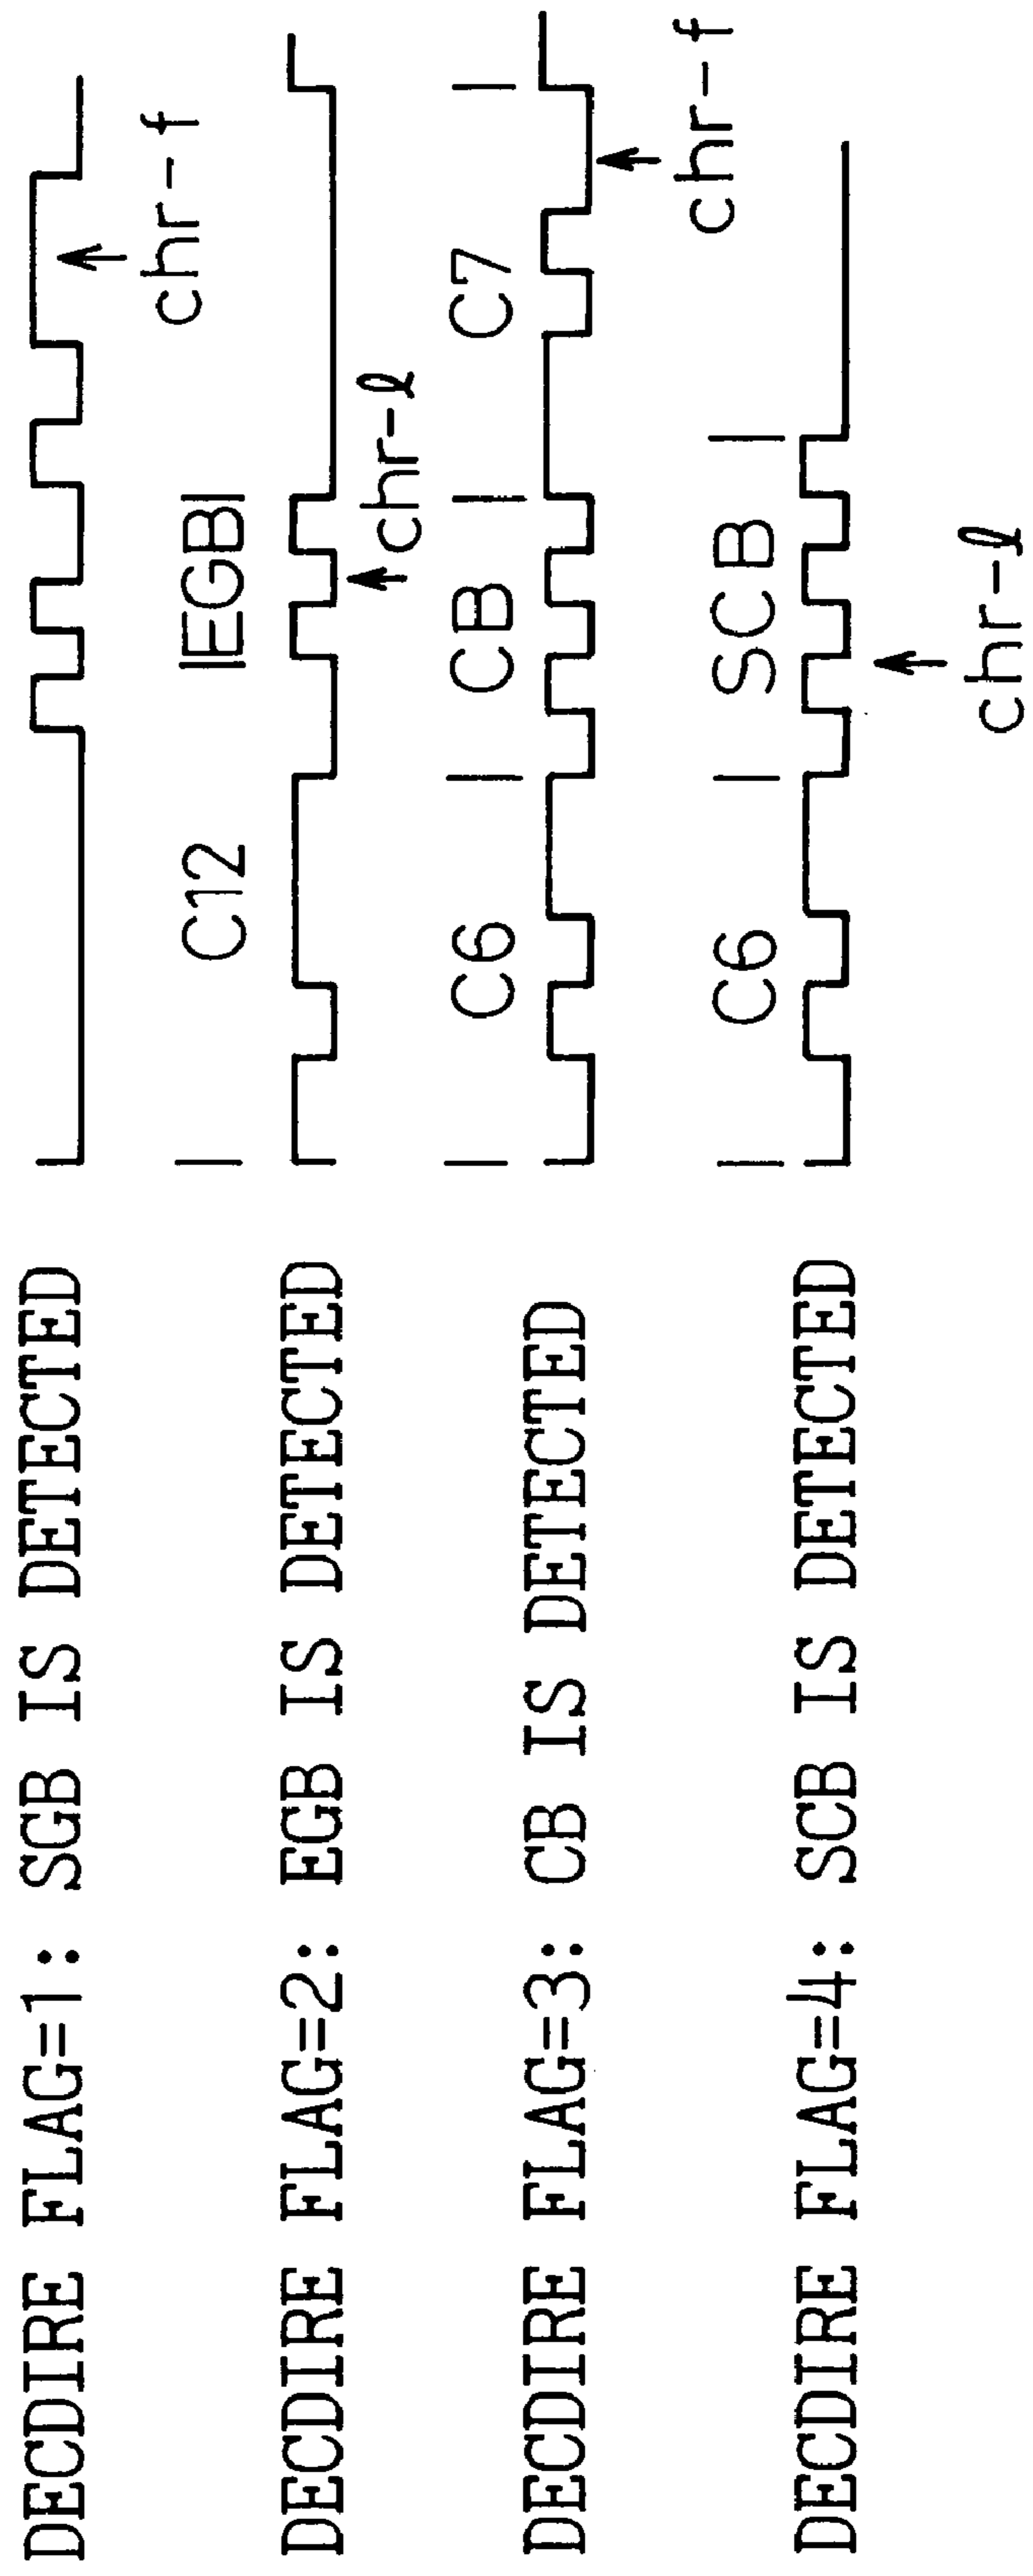 DECDIRE FLAG=1: SGB IS DETECTED
chr-f
DECDIRE FLAG=2: EGB IS DETECTED
C12 EGB
chr-ℓ
DECDIRE FLAG=3: CB IS DETECTED
C6 CB C7
chr-f
DECDIRE FLAG=4: SCB IS DETECTED
C6 SCB
chr-ℓ